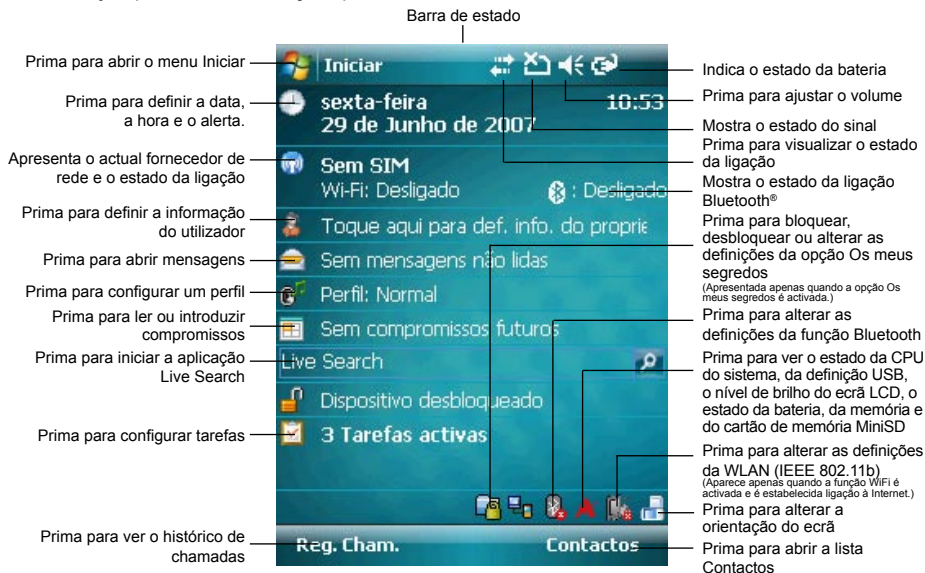 Barra de estado
Prima para abrir o menu Iniciar
Prima para definir a data,
a hora e o alerta.
Apresenta o actual fornecedor de
rede e o estado da ligação
Prima para definir a informação
do utilizador
Prima para abrir mensagens
Prima para configurar um perfil
Prima para ler ou introduzir
compromissos
Prima para iniciar a aplicação
Live Search
Prima para configurar tarefas
Prima para ver o histórico de
chamadas
Iniciar
sexta-feira 10:53
29 de Junho de 2007
Sem SIM
Wi-Fi: Desligado : Desligado
Toque aqui para def. info. do proprie
Sem mensagens não lidas
Perfil: Normal
Sem compromissos futuros
Live Search
Dispositivo desbloqueado
3 Tarefas activas
Reg. Cham. Contactos
Indica o estado da bateria
Prima para ajustar o volume
Mostra o estado do sinal
Prima para visualizar o estado
da ligação
Mostra o estado da ligação
Bluetooth®
Prima para bloquear,
desbloquear ou alterar as
definições da opção Os meus
segredos
(Apresentada apenas quando a opção Os
meus segredos é activada.)
Prima para alterar as
definições da função Bluetooth
Prima para ver o estado da CPU
do sistema, da definição USB,
o nível de brilho do ecrã LCD, o
estado da bateria, da memória e
do cartão de memória MiniSD
Prima para alterar as definições
da WLAN (IEEE 802.11b)
(Aparece apenas quando a função WiFi é
activada e é estabelecida ligação à Internet.)
Prima para alterar a
orientação do ecrã
Prima para abrir a lista
Contactos